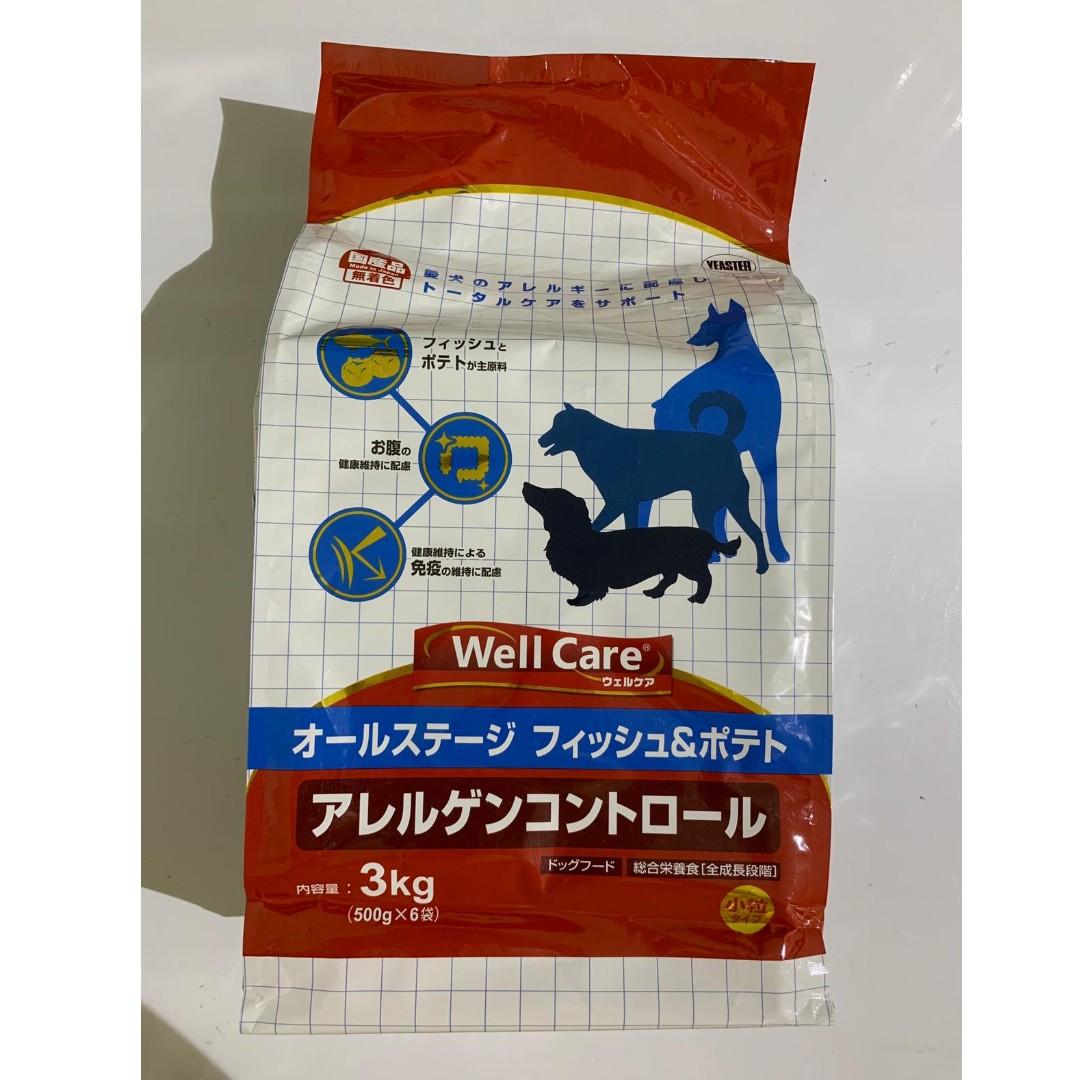 国産品
Made in Japan
無着色
YEASTER
愛犬のアレルギーに配慮し
トータルケアをサポート
フィッシュと
ポテトが主原料
お腹の
健康維持に配慮
健康維持による
免疫の維持に配慮
Well Care®
ウェルケア
オールステージ フィッシュ&ポテト
アレルゲンコントロール
ドッグフード 総合栄養食[全成長段階]
内容量:3kg
(500g×6袋)
小粒
タイプ